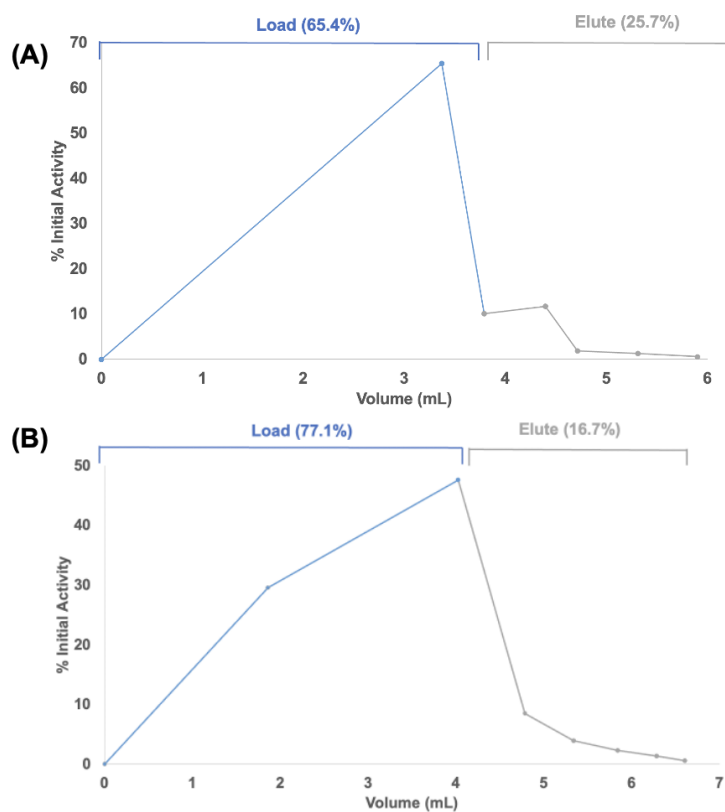 Load (65.4%)
Elute (25.7%)
(A)
70
60
50
40
30
20
10
0
% Initial Activity
0 1 2 3 4 5 6
Volume (mL)
Load (77.1%)
Elute (16.7%)
(B)
50
40
30
20
10
0
% Initial Activity
0 1 2 3 4 5 6 7
Volume (mL)